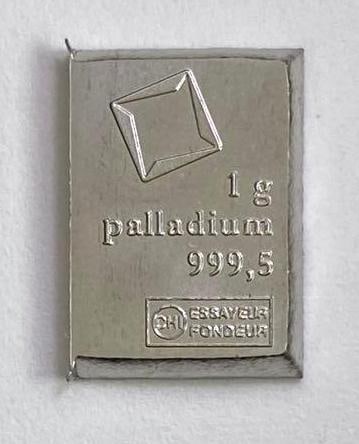 1 g
palladium
999,5
CHI ESSAYEUR
FONDEUR